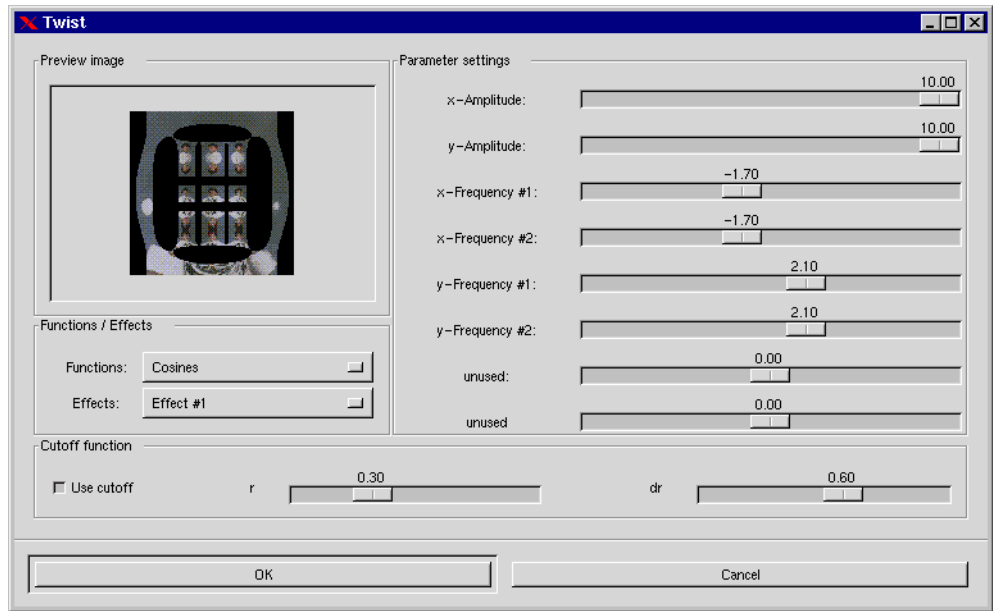 Twist
Preview image
Parameter settings
10.00
x-Amplitude:
10.00
y-Amplitude:
-1.70
x-Frequency #1:
-1.70
x-Frequency #2:
2.10
y-Frequency #1:
2.10
y-Frequency #2:
0.00
unused:
0.00
unused
Functions / Effects
Functions: Cosines
Effects: Effect #1
Cutoff function
Use cutoff
r 0.30
dr 0.60
OK
Cancel